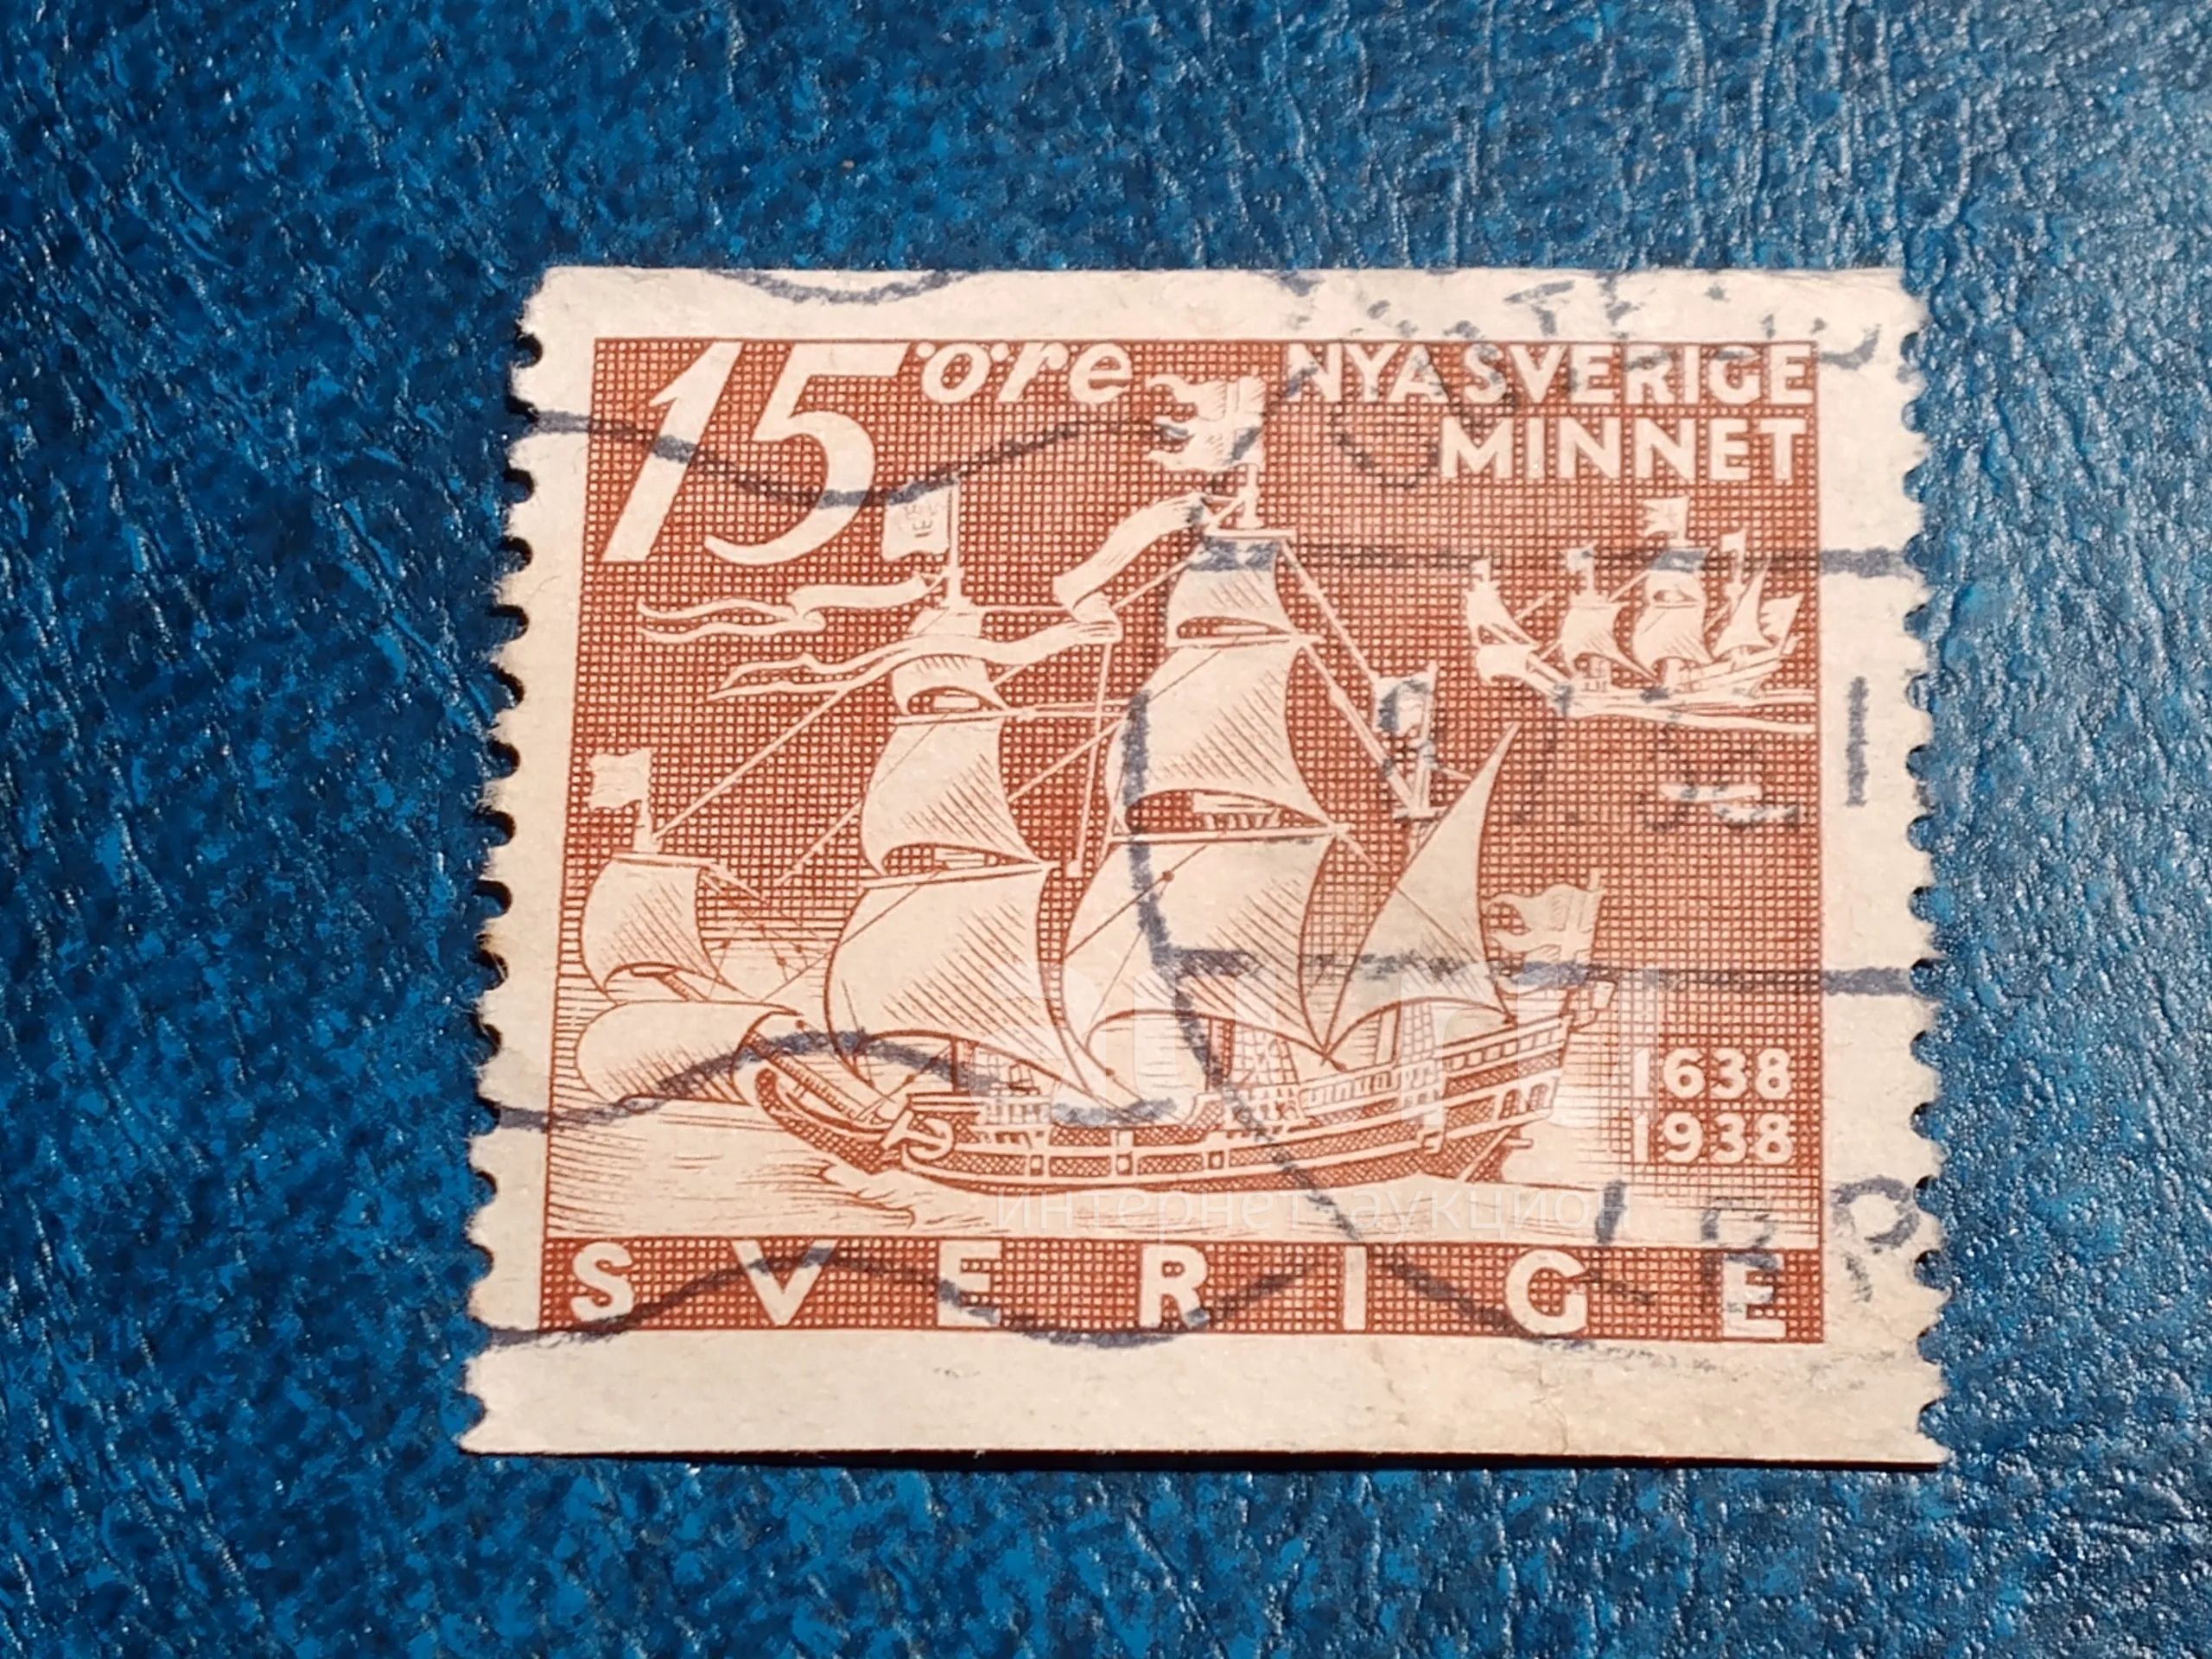 15 öre
NYA SVERIGE
MINNET
1638
1938
интернет-аукцион
SVERIGE